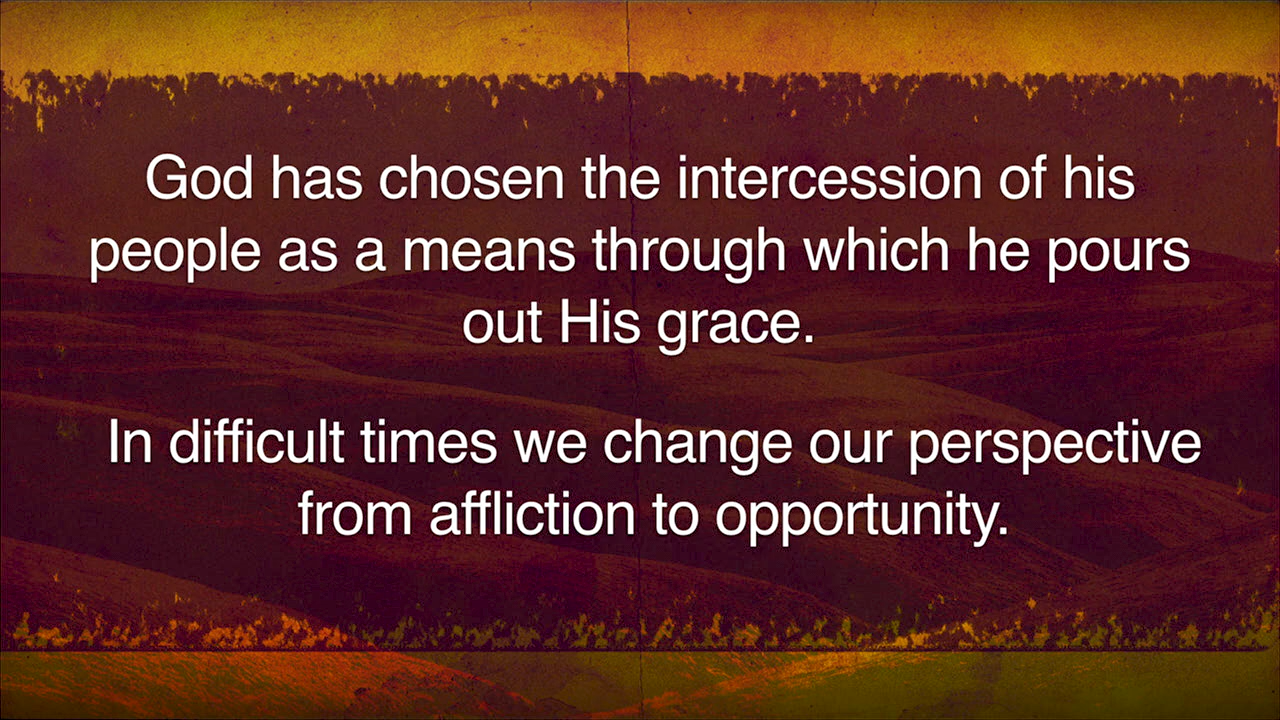 God has chosen the intercession of his
people as a means through which he pours
out His grace.
In difficult times we change our perspective
from affliction to opportunity.